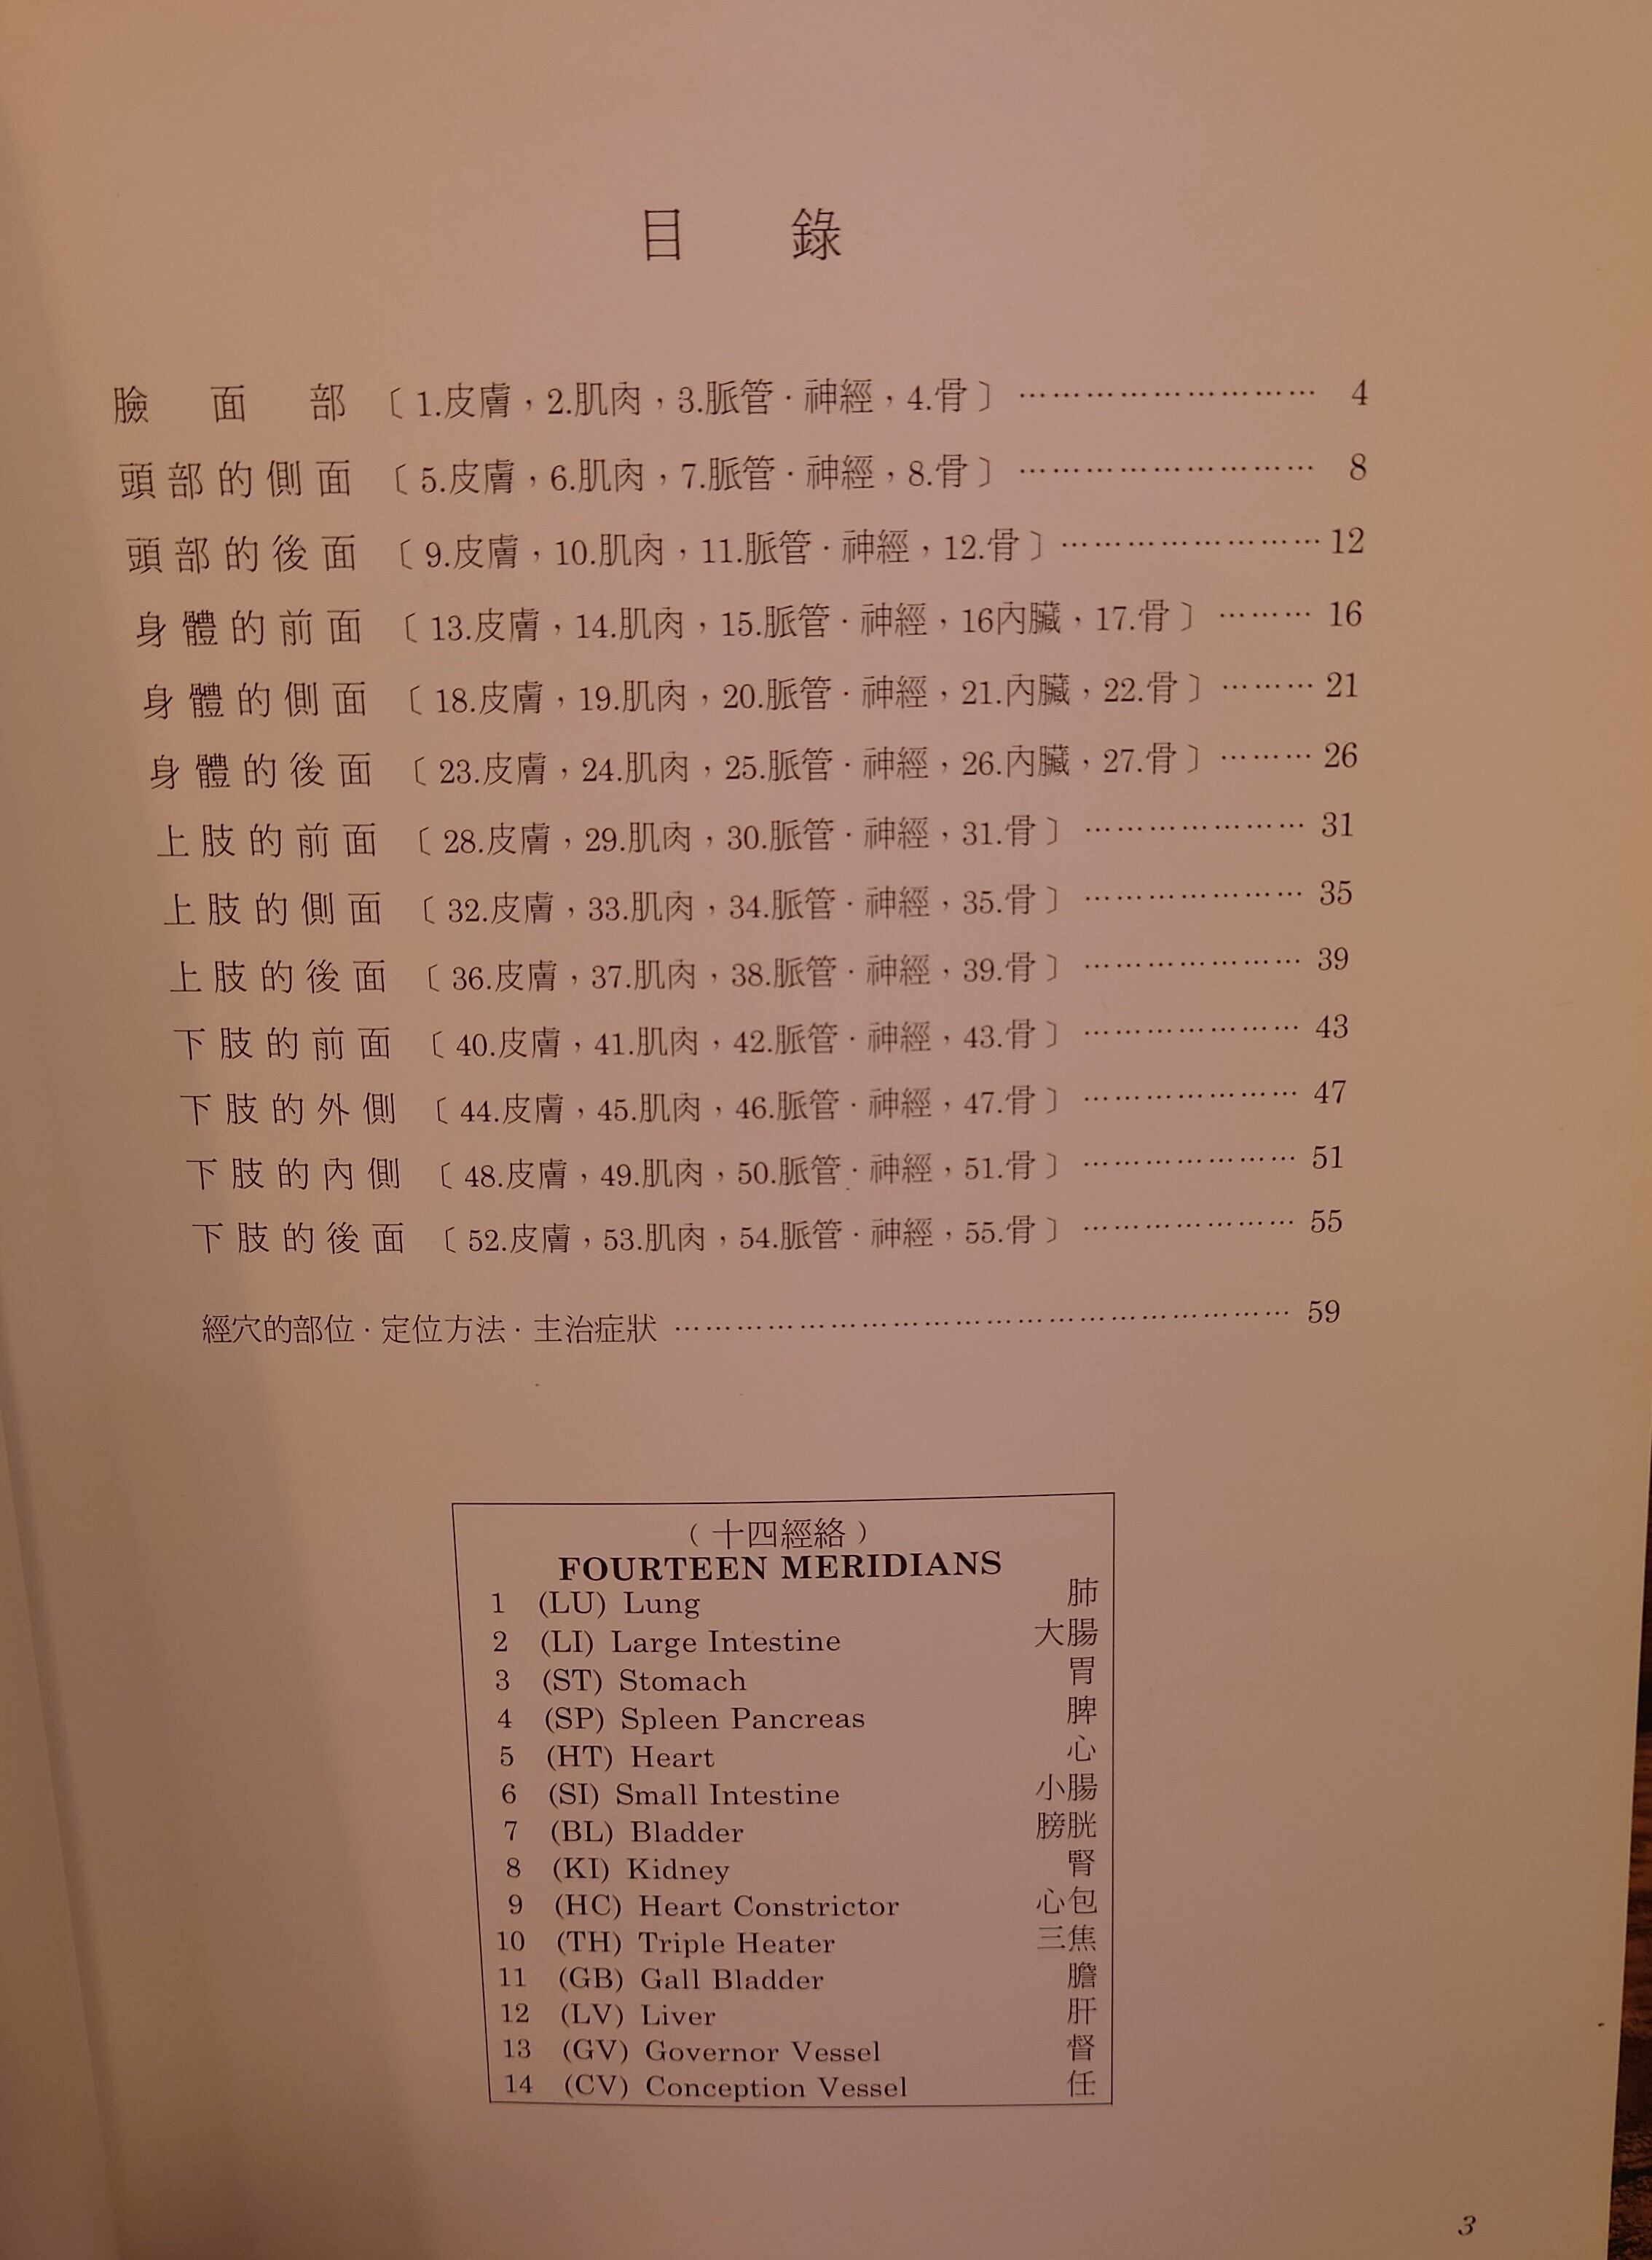 目 錄
臉面部〔1.皮膚,2.肌肉,3.脈管·神經,4.骨〕………………………4
頭部的側面〔5.皮膚,6.肌肉,7.脈管·神經,8.骨〕………………………8
頭部的後面〔9.皮膚,10.肌肉,11.脈管·神經,12.骨〕……………………12
身體的前面〔13.皮膚,14.肌肉,15.脈管·神經,16內臟,17.骨〕………16
身體的側面〔18.皮膚,19.肌肉,20.脈管·神經,21.內臟,22.骨〕………21
身體的後面〔23.皮膚,24.肌肉,25.脈管·神經,26.內臟,27.骨〕………26
上肢的前面〔28.皮膚,29.肌肉,30.脈管·神經,31.骨〕…………………31
上肢的側面〔32.皮膚,33.肌肉,34.脈管·神經,35.骨〕…………………35
上肢的後面〔36.皮膚,37.肌肉,38.脈管·神經,39.骨〕…………………39
下肢的前面〔40.皮膚,41.肌肉,42.脈管·神經,43.骨〕…………………43
下肢的外側〔44.皮膚,45.肌肉,46.脈管·神經,47.骨〕…………………47
下肢的內側〔48.皮膚,49.肌肉,50.脈管·神經,51.骨〕…………………51
下肢的後面〔52.皮膚,53.肌肉,54.脈管·神經,55.骨〕…………………55
經穴的部位·定位方法·主治症狀……………………………………………………59
(十四經絡)
FOURTEEN MERIDIANS
1 (LU) Lung 肺
2 (LI) Large Intestine 大腸
3 (ST) Stomach 胃
4 (SP) Spleen Pancreas 脾
5 (HT) Heart 心
6 (SI) Small Intestine 小腸
7 (BL) Bladder 膀胱
8 (KI) Kidney 腎
9 (HC) Heart Constrictor 心包
10 (TH) Triple Heater 三焦
11 (GB) Gall Bladder 膽
12 (LV) Liver 肝
13 (GV) Governor Vessel 督
14 (CV) Conception Vessel 任
3